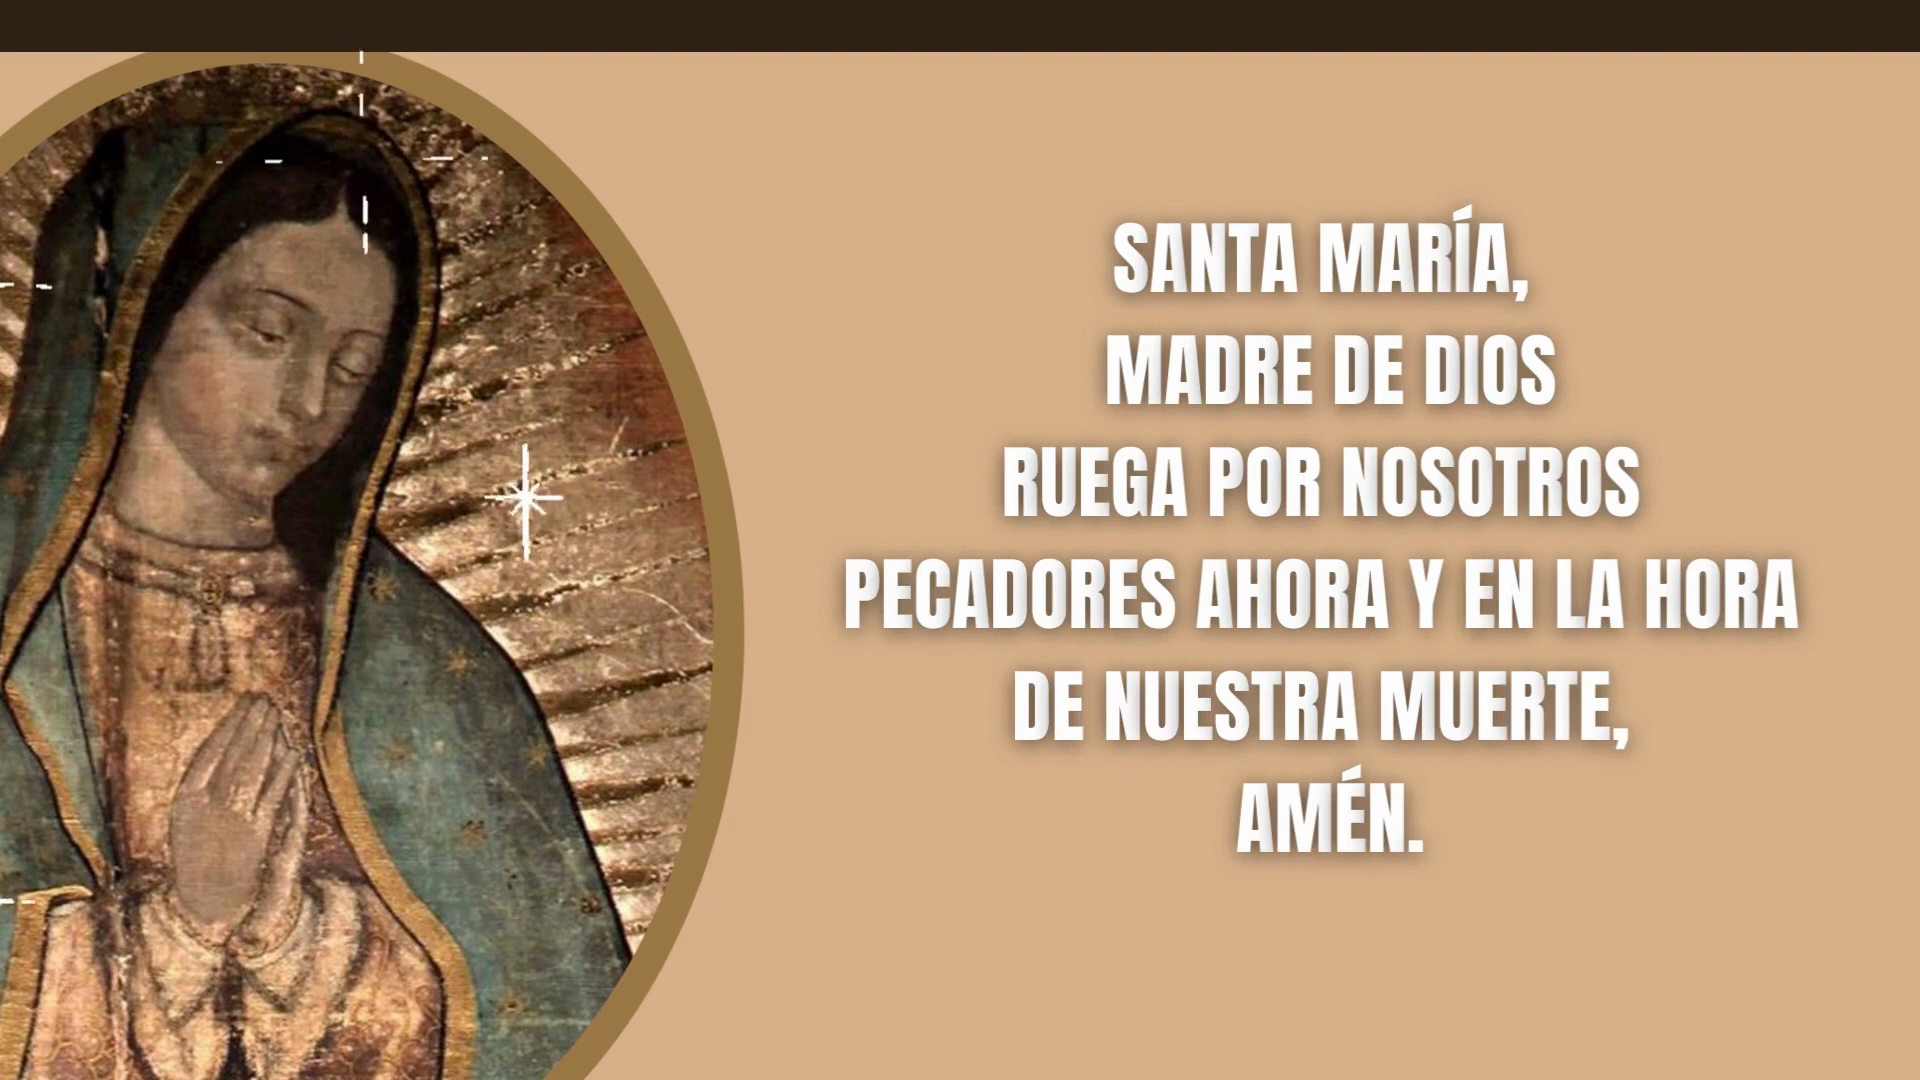 SANTA MARÍA,
MADRE DE DIOS
RUEGA POR NOSOTROS
PECADORES AHORA Y EN LA HORA
DE NUESTRA MUERTE,
AMÉN.